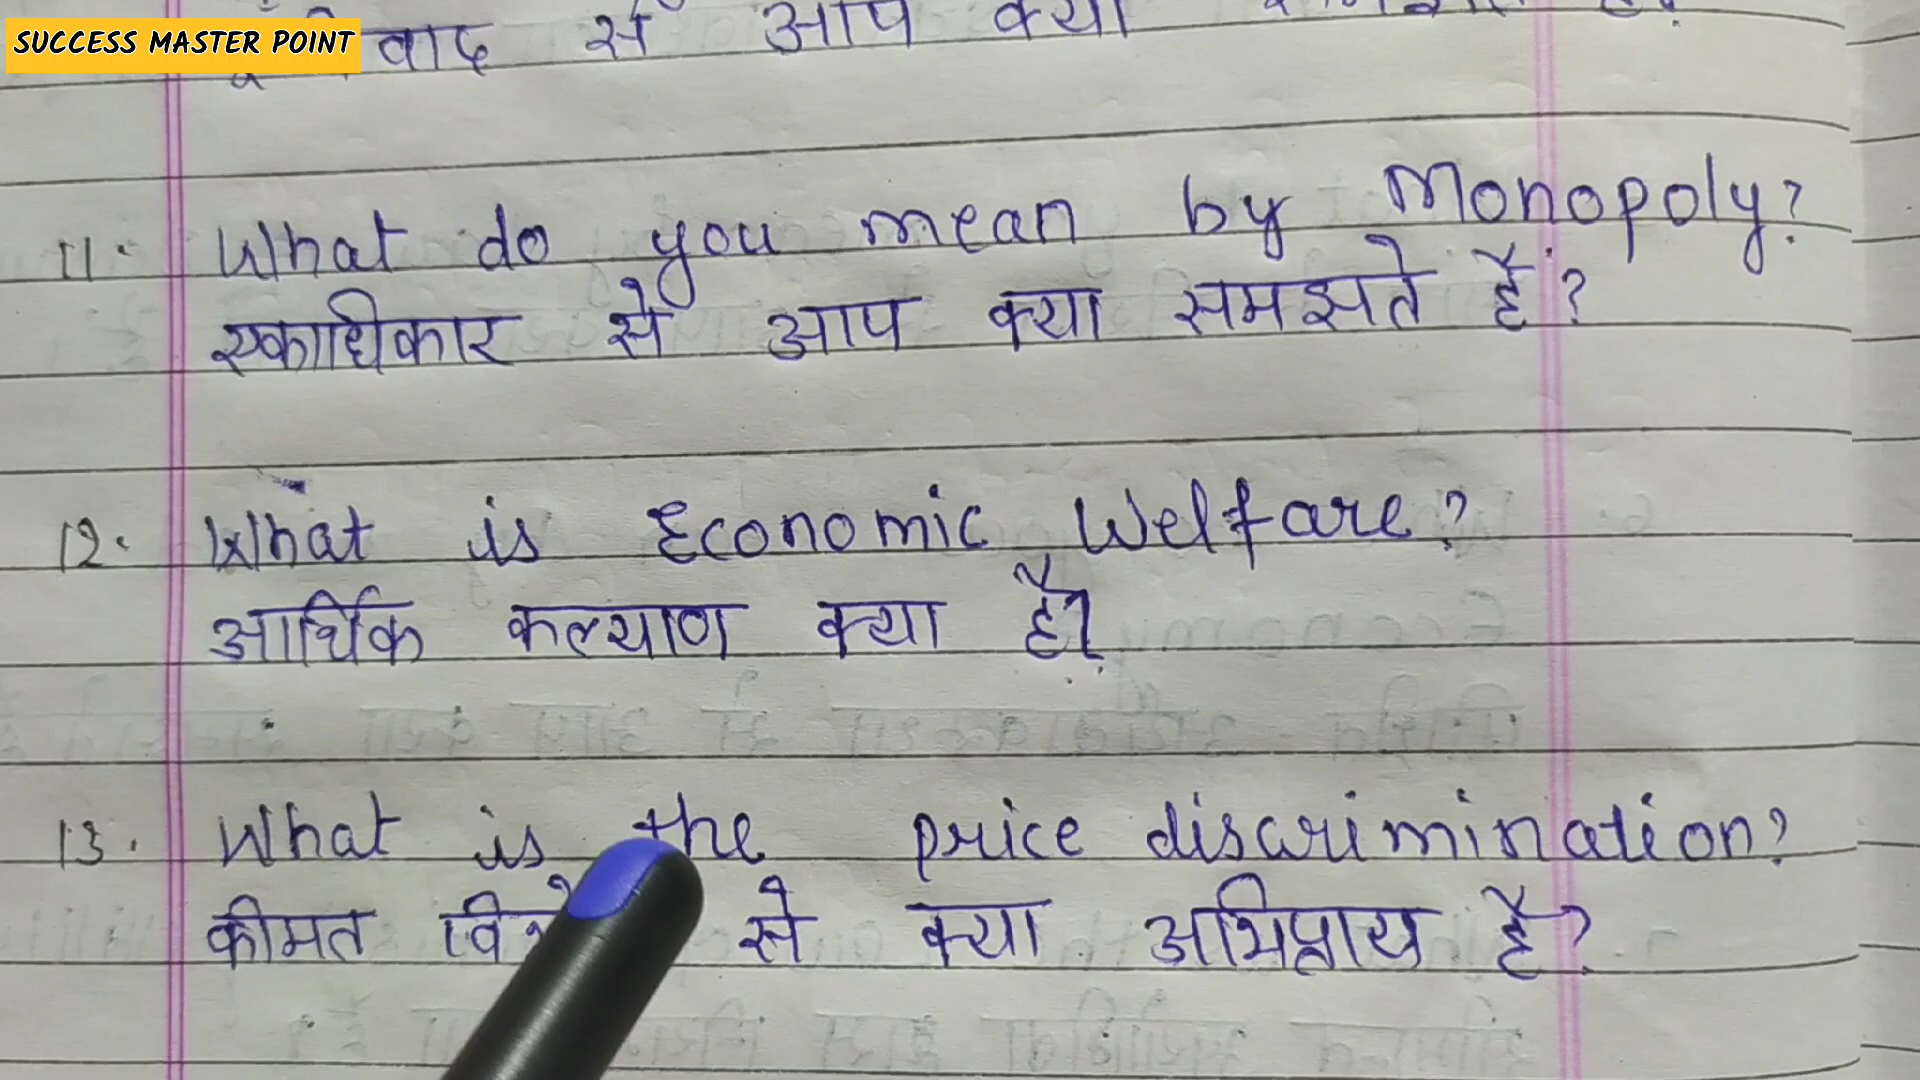 SUCCESS MASTER POINT
वाद से आप क्या
11. What do you mean by Monopoly?
एकाधिकार से आप क्या समझते है?
12. What is Economic Welfare?
आर्थिक कल्याण क्या है?
13. What is the price discrimination?
कीमत से क्या अभिप्राय है?